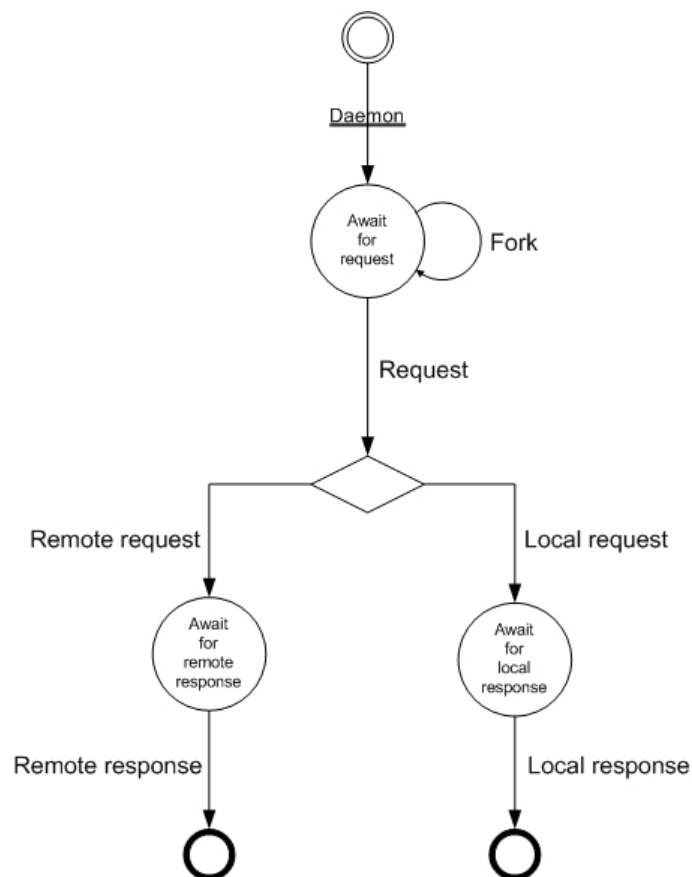 Daemon
Await
for
request
Fork
Request
Remote request
Local request
Await
for
remote
response
Await
for
local
response
Remote response
Local response